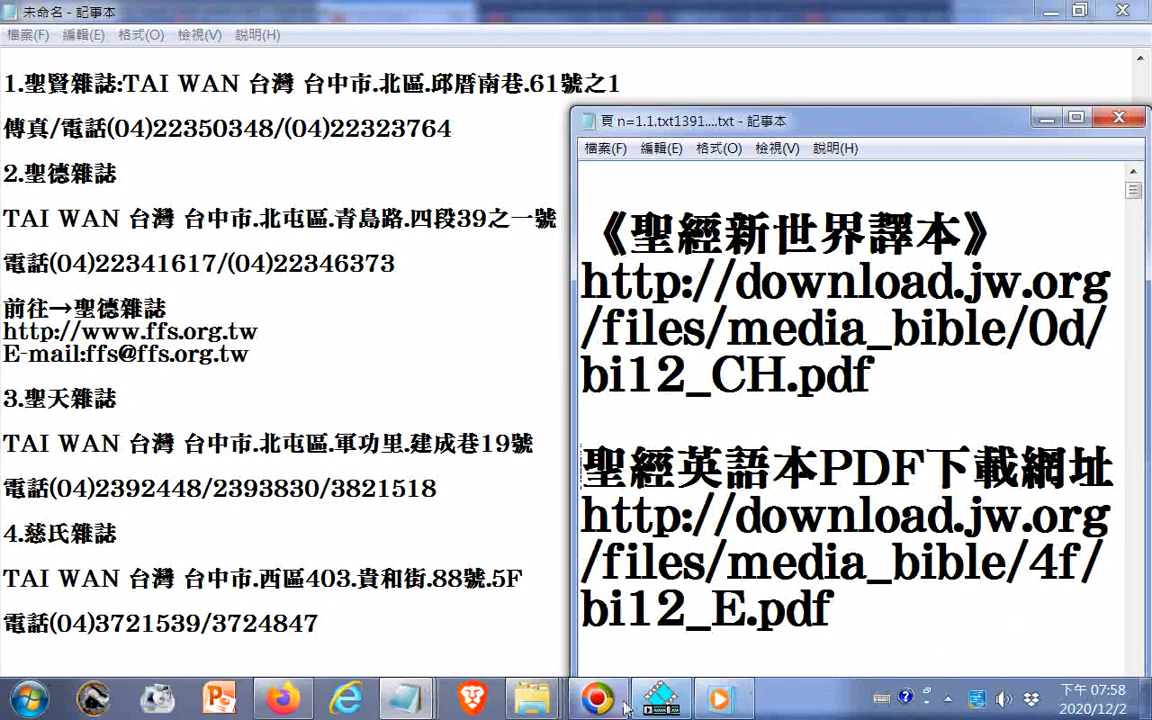 未命名 - 記事本
檔案(F) 編輯(E) 格式(O) 檢視(V) 說明(H)
1.聖賢雜誌:TAI WAN 台灣 台中市.北區.邱厝南巷.61號之1
傳真/電話(04)22350348/(04)22323764
2.聖德雜誌
TAI WAN 台灣 台中市.北屯區.青島路.四段39之一號
電話(04)22341617/(04)22346373
前往→聖德雜誌
http://www.ffs.org.tw
E-mail:ffs@ffs.org.tw
3.聖天雜誌
TAI WAN 台灣 台中市.北屯區.軍功里.建成巷19號
電話(04)2392448/2393830/3821518
4.慈氏雜誌
TAI WAN 台灣 台中市.西區403.貴和街.88號.5F
電話(04)3721539/3724847
頁 n=1.1,txt1391....txt - 記事本
檔案(F) 編輯(E) 格式(O) 檢視(V) 說明(H)
《聖經新世界譯本》
http://download.jw.org
/files/media_bible/0d/
bi12_CH.pdf
聖經英語本PDF下載網址
http://download.jw.org
/files/media_bible/4f/
bi12_E.pdf
下午 07:58
2020/12/2